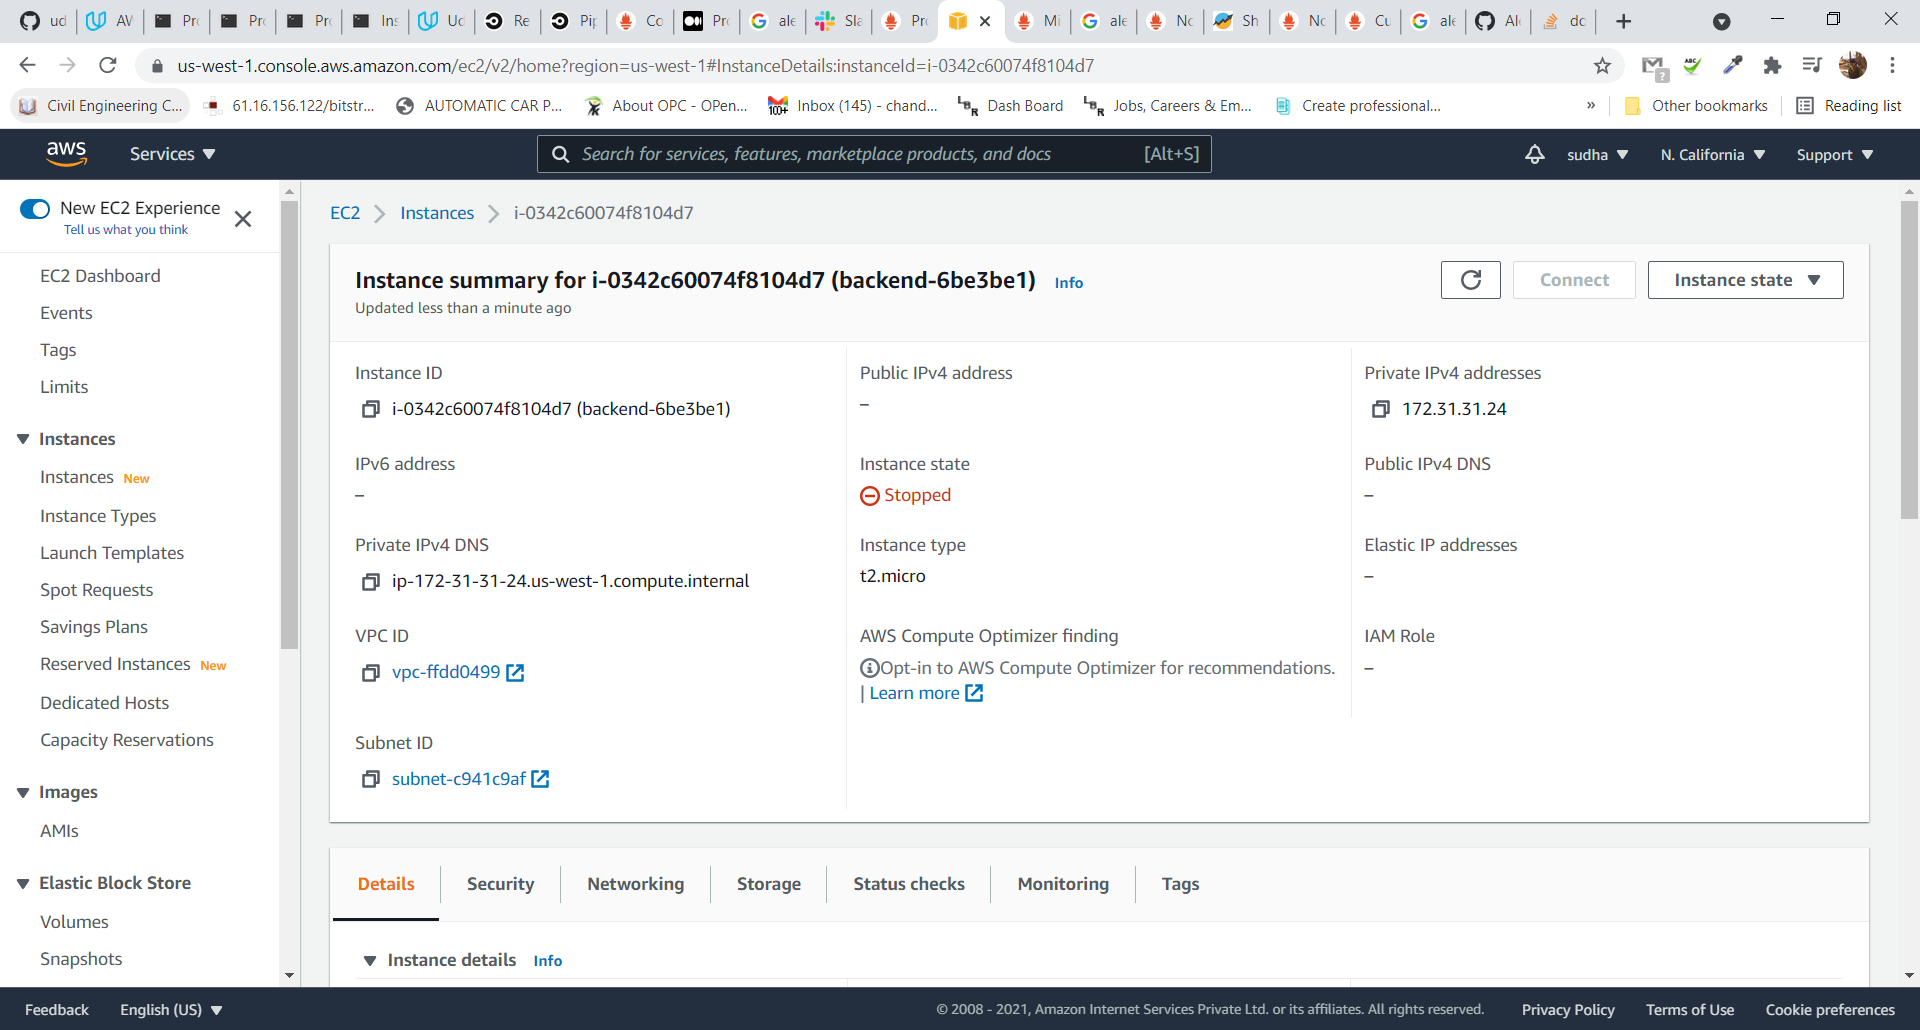 ud
AW
Pro
Pro
Pro
Ins
Ud
Re
Pip
Co
Pro
ale
Sla
Pro
Mi
ale
No
Sh
No
Cu
ale
Al
do
us-west-1.console.aws.amazon.com/ec2/v2/home?region=us-west-1#InstanceDetails:instanceId=i-0342c60074f8104d7
Civil Engineering C...
61.16.156.122/bitstr...
AUTOMATIC CAR P...
About OPC - OPen...
100+
Inbox (145) - chand...
Dash Board
Jobs, Careers & Em...
Create professional...
»
Other bookmarks
Reading list
aws
Services
Search for services, features, marketplace products, and docs
[Alt+S]
sudha
N. California
Support
New EC2 Experience
Tell us what you think
EC2 Dashboard
Events
Tags
Limits
Instances
Instances New
Instance Types
Launch Templates
Spot Requests
Savings Plans
Reserved Instances New
Dedicated Hosts
Capacity Reservations
Images
AMIs
Elastic Block Store
Volumes
Snapshots
EC2 > Instances > i-0342c60074f8104d7
Instance summary for i-0342c60074f8104d7 (backend-6be3be1) Info
Updated less than a minute ago
Connect
Instance state
Instance ID
i-0342c60074f8104d7 (backend-6be3be1)
Public IPv4 address
–
Private IPv4 addresses
172.31.31.24
IPv6 address
–
Instance state
Stopped
Public IPv4 DNS
–
Private IPv4 DNS
ip-172-31-31-24.us-west-1.compute.internal
Instance type
t2.micro
Elastic IP addresses
–
VPC ID
vpc-ffdd0499
AWS Compute Optimizer finding
Opt-in to AWS Compute Optimizer for recommendations.
| Learn more
IAM Role
–
Subnet ID
subnet-c941c9af
Details
Security
Networking
Storage
Status checks
Monitoring
Tags
Instance details Info
Feedback
English (US)
© 2008 - 2021, Amazon Internet Services Private Ltd. or its affiliates. All rights reserved.
Privacy Policy
Terms of Use
Cookie preferences